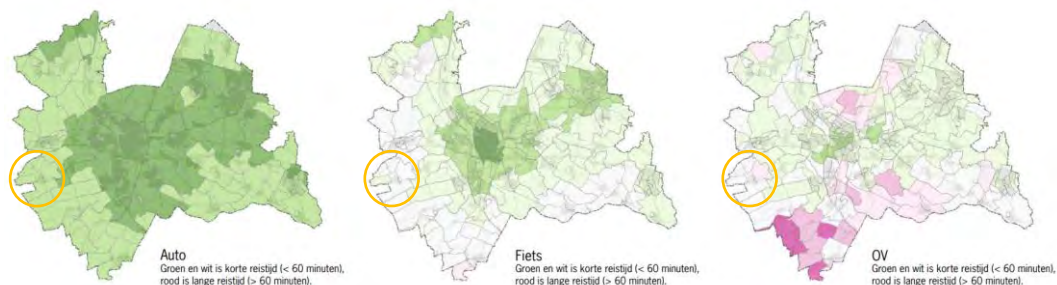 Auto
Groen en wit is korte reistijd (< 60 minuten),
rood is lange reistijd (> 60 minuten).
Fiets
Groen en wit is korte reistijd (< 60 minuten),
rood is lange reistijd (> 60 minuten).
OV
Groen en wit is korte reistijd (< 60 minuten),
rood is lange reistijd (> 60 minuten).